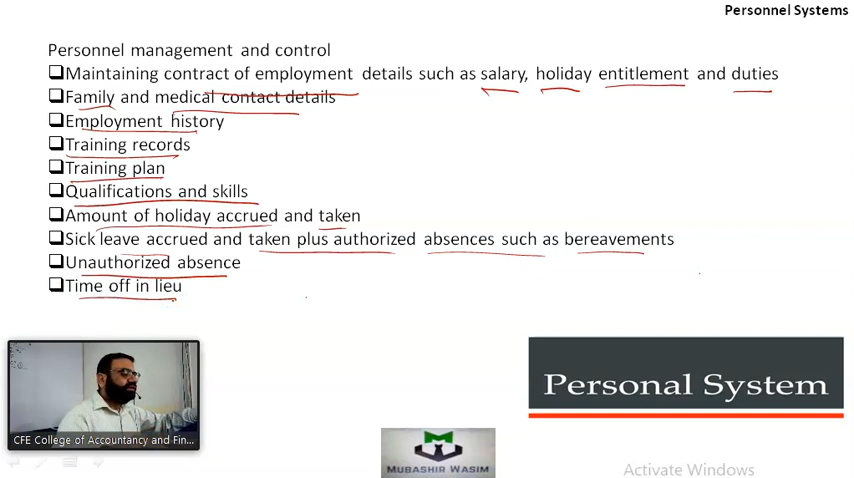 Personnel Systems
Personnel management and control
❑Maintaining contract of employment details such as salary, holiday entitlement and duties
❑Family and medical contact details
❑Employment history
❑Training records
❑Training plan
❑Qualifications and skills
❑Amount of holiday accrued and taken
❑Sick leave accrued and taken plus authorized absences such as bereavements
❑Unauthorized absence
❑Time off in lieu
Personal System
CFE College of Accountancy and Fin...
MUBASHIR WASIM
Activate Windows